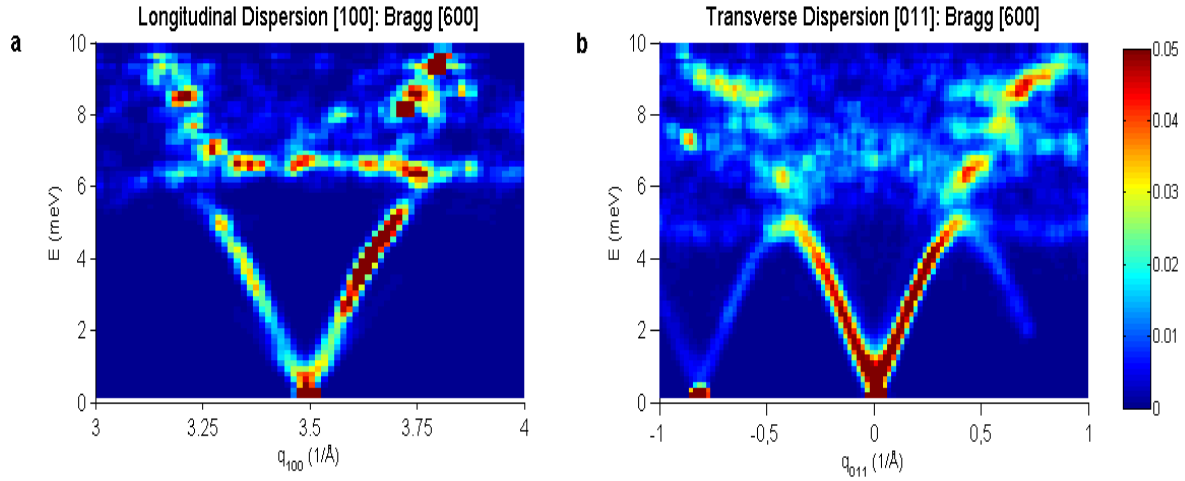 Longitudinal Dispersion [100]: Bragg [600]
Transverse Dispersion [011]: Bragg [600]
a
b
10
8
6
4
2
0
E (meV)
3 3.25 3.5 3.75 4
q100 (1/Å)
10
8
6
4
2
0
E (meV)
-1 -0,5 0 0,5 1
q011 (1/Å)
0.05
0.04
0.03
0.02
0.01
0